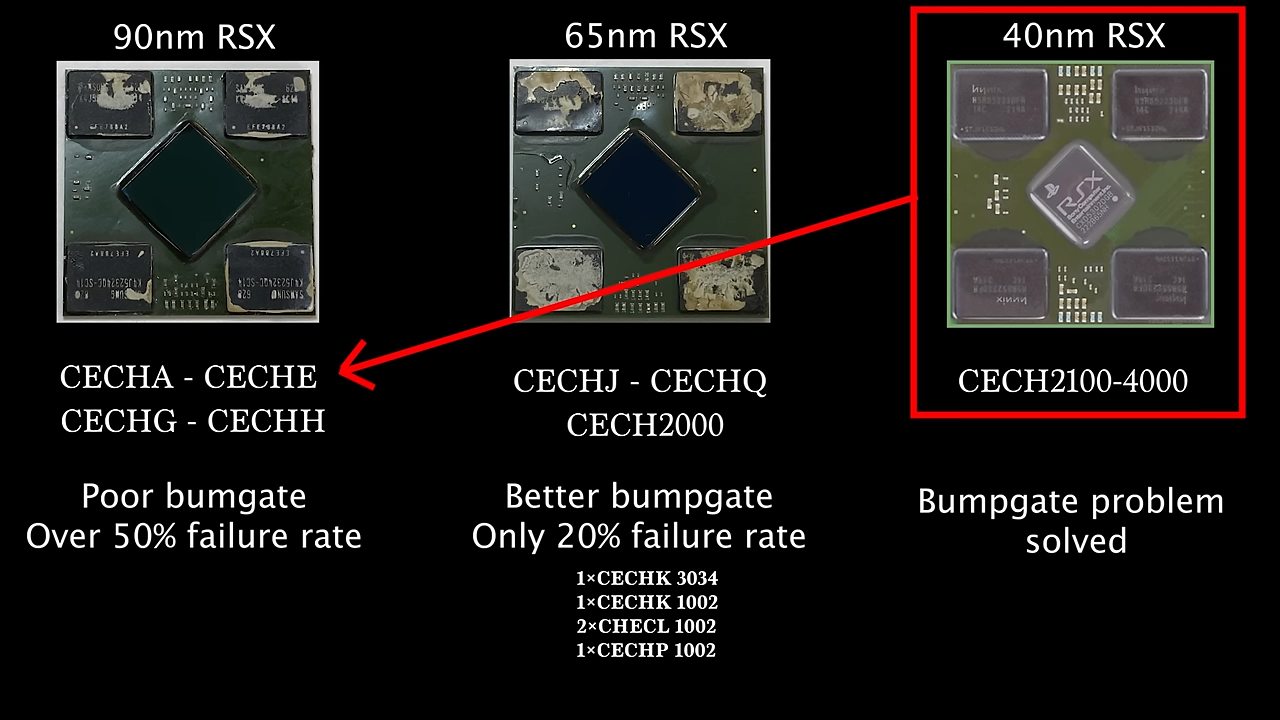 90nm RSX
65nm RSX
40nm RSX
EFE788A2
RSX
CECHA - CECHE
CECHG - CECHH
CECHJ - CECHQ
CECH2000
CECH2100-4000
Poor bumgate
Over 50% failure rate
Better bumpgate
Only 20% failure rate
1×CECHK 3034
1×CECHK 1002
2×CHECL 1002
1×CECHP 1002
Bumpgate problem
solved